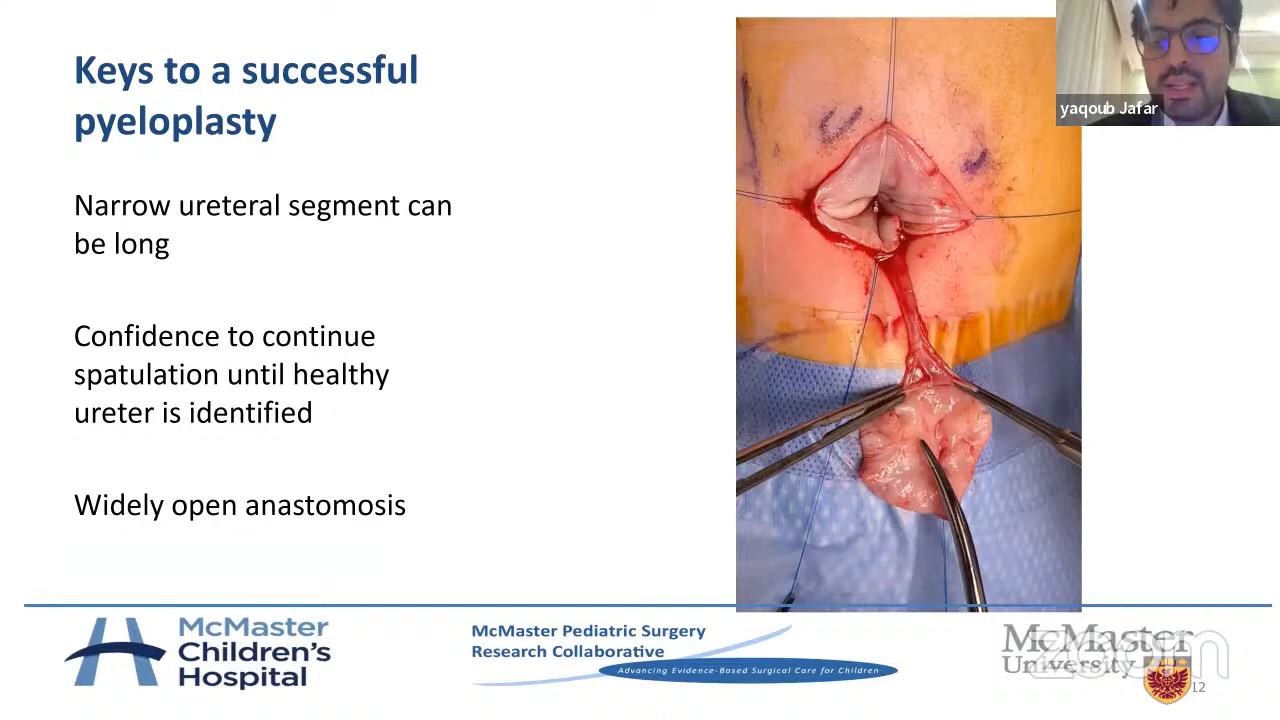 Keys to a successful
pyeloplasty
yaqoub Jafar
Narrow ureteral segment can
be long
Confidence to continue
spatulation until healthy
ureter is identified
Widely open anastomosis
McMaster
Children's
Hospital
McMaster Pediatric Surgery
Research Collaborative
Advancing Evidence-Based Surgical Care for Children
McMaster
University
zoom
12